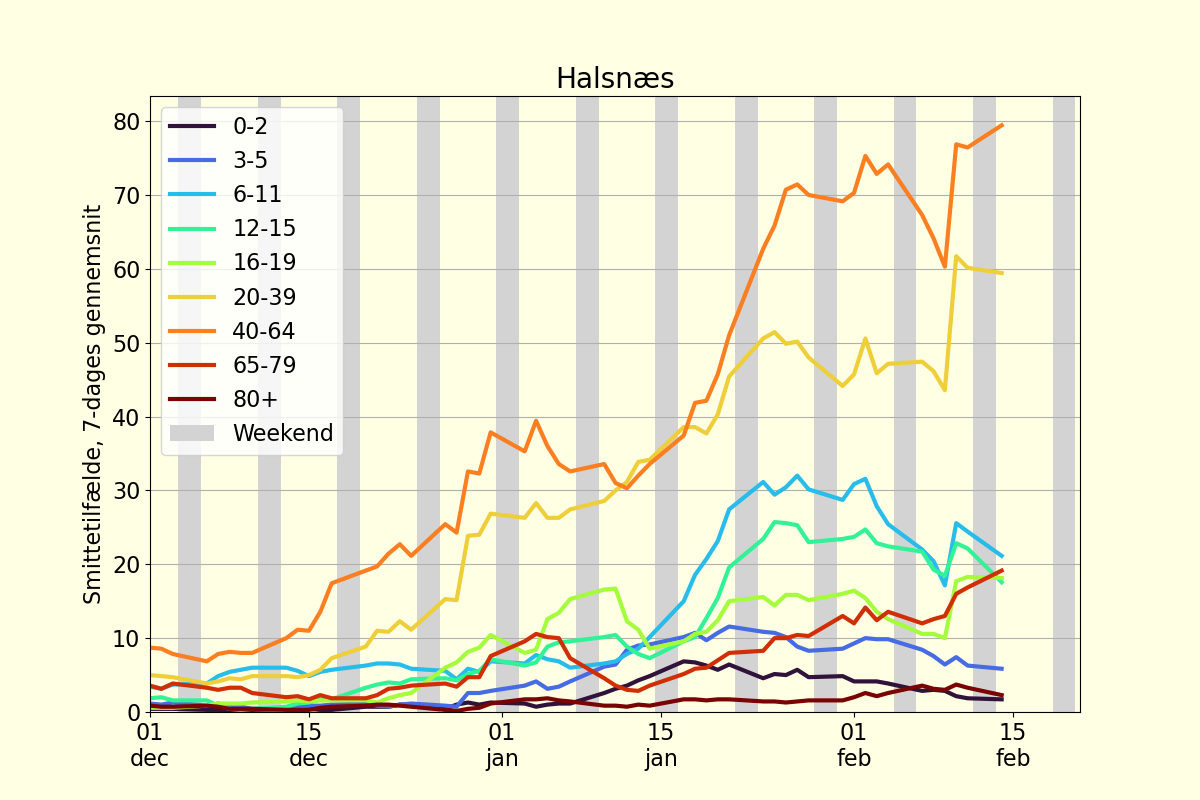 Halsnæs
Smittetilfælde, 7-dages gennemsnit
80
70
60
50
40
30
20
10
0
0-2
3-5
6-11
12-15
16-19
20-39
40-64
65-79
80+
Weekend
01 dec
15 dec
01 jan
15 jan
01 feb
15 feb